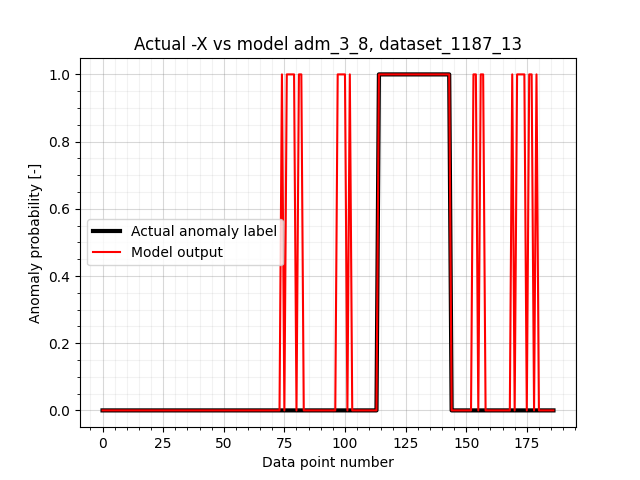 Actual -X vs model adm_3_8, dataset_1187_13
1.0
0.8
0.6
0.4
0.2
0.0
Anomaly probability [-]
Actual anomaly label
Model output
0 25 50 75 100 125 150 175
Data point number